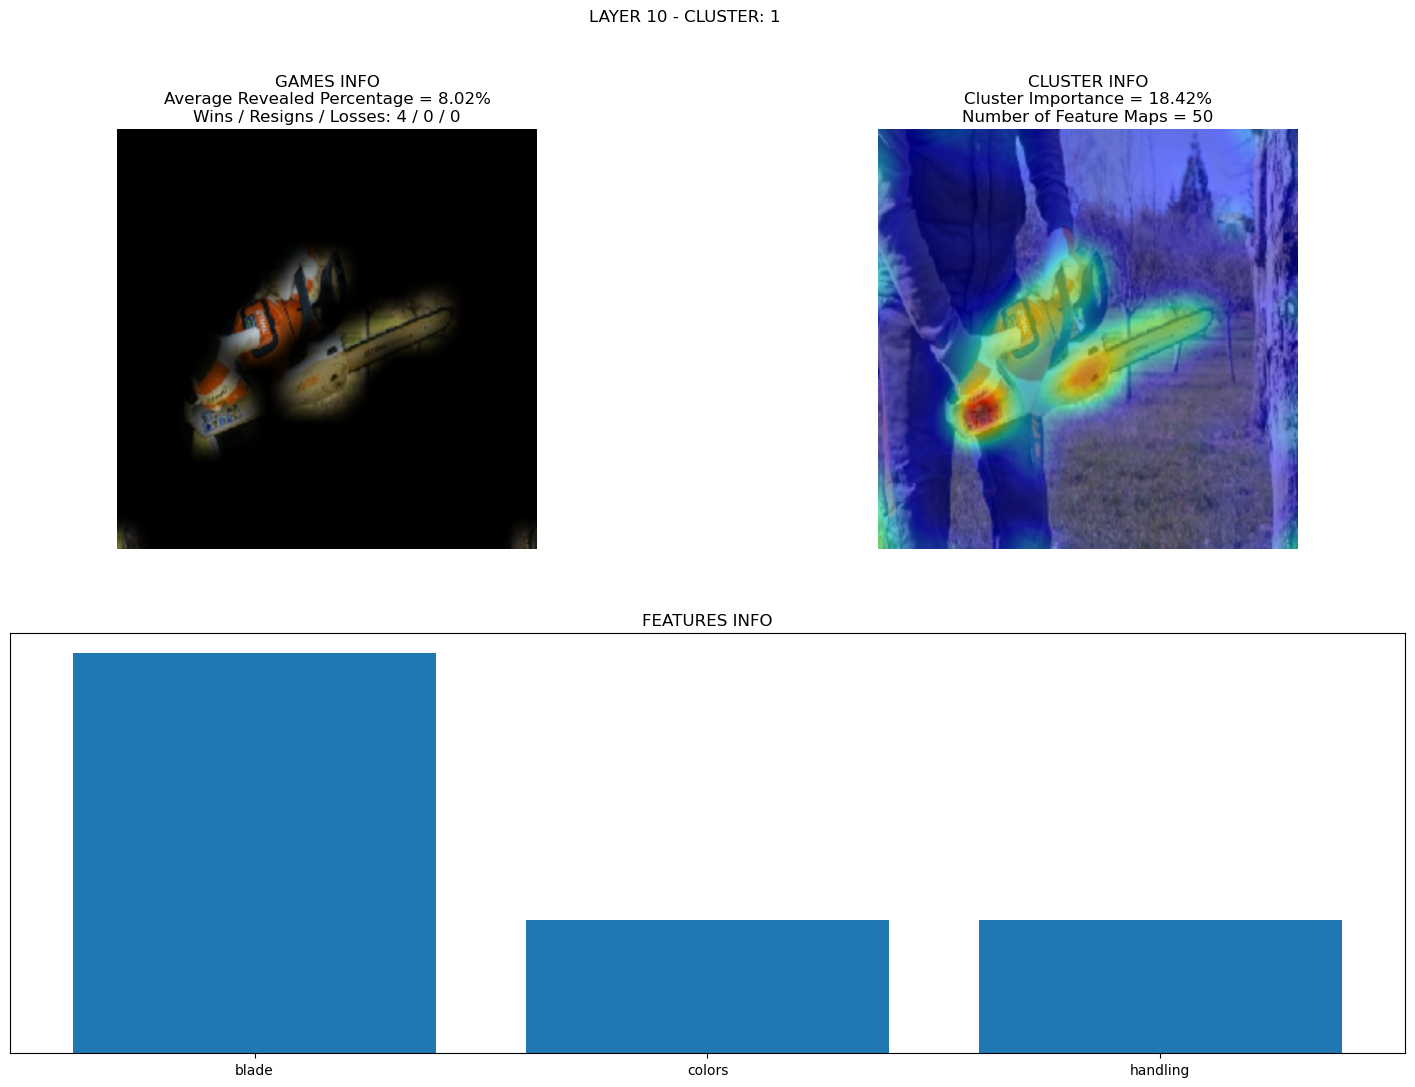 LAYER 10 - CLUSTER: 1
GAMES INFO
Average Revealed Percentage = 8.02%
Wins / Resigns / Losses: 4 / 0 / 0
CLUSTER INFO
Cluster Importance = 18.42%
Number of Feature Maps = 50
FEATURES INFO
blade
colors
handling